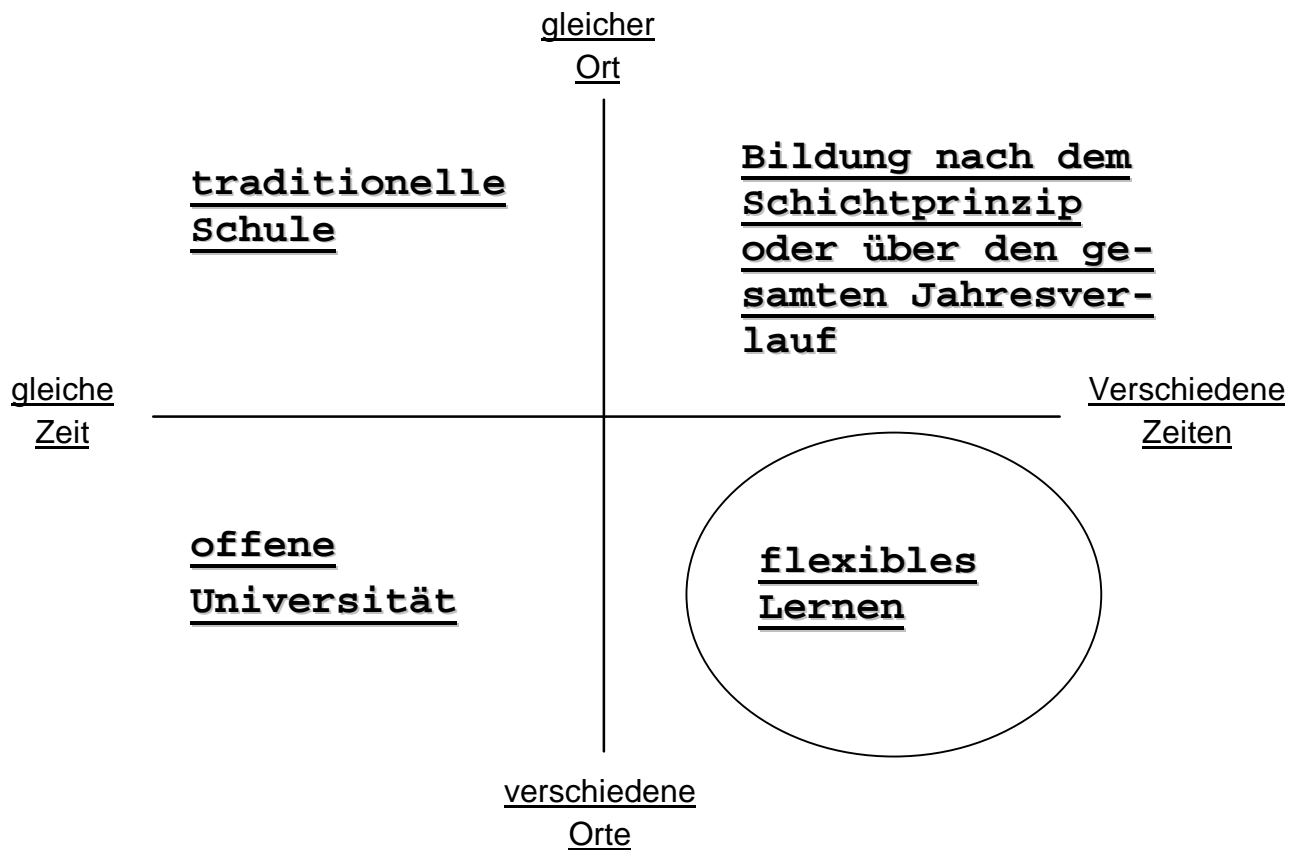 gleicher
Ort
traditionelle
Schule
Bildung nach dem
Schichtprinzip
oder über den ge-
samten Jahresver-
lauf
gleiche
Zeit
Verschiedene
Zeiten
offene
Universität
flexibles
Lernen
verschiedene
Orte